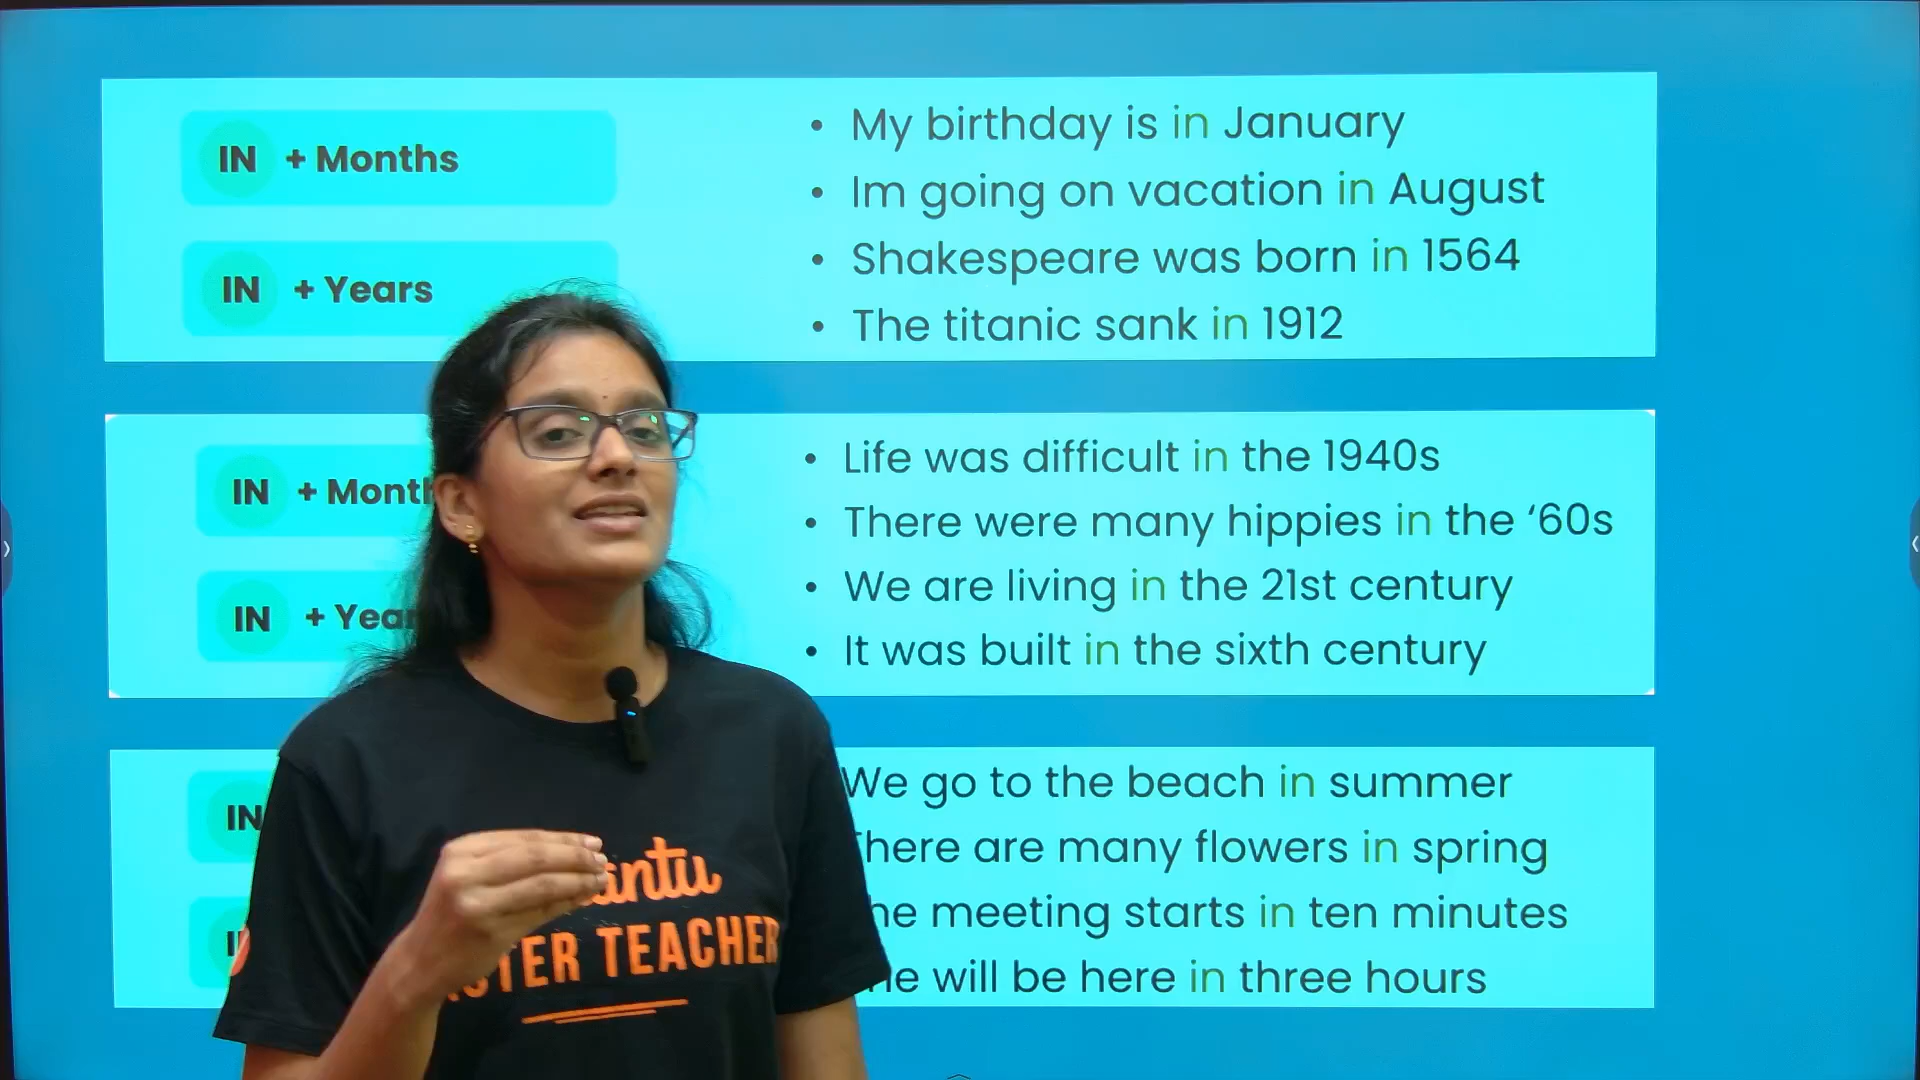 IN + Months
IN + Years
• My birthday is in January
• Im going on vacation in August
• Shakespeare was born in 1564
• The titanic sank in 1912
IN + Mont
IN + Year
• Life was difficult in the 1940s
• There were many hippies in the ‘60s
• We are living in the 21st century
• It was built in the sixth century
IN
We go to the beach in summer
here are many flowers in spring
he meeting starts in ten minutes
he will be here in three hours
antu
TER TEACHER